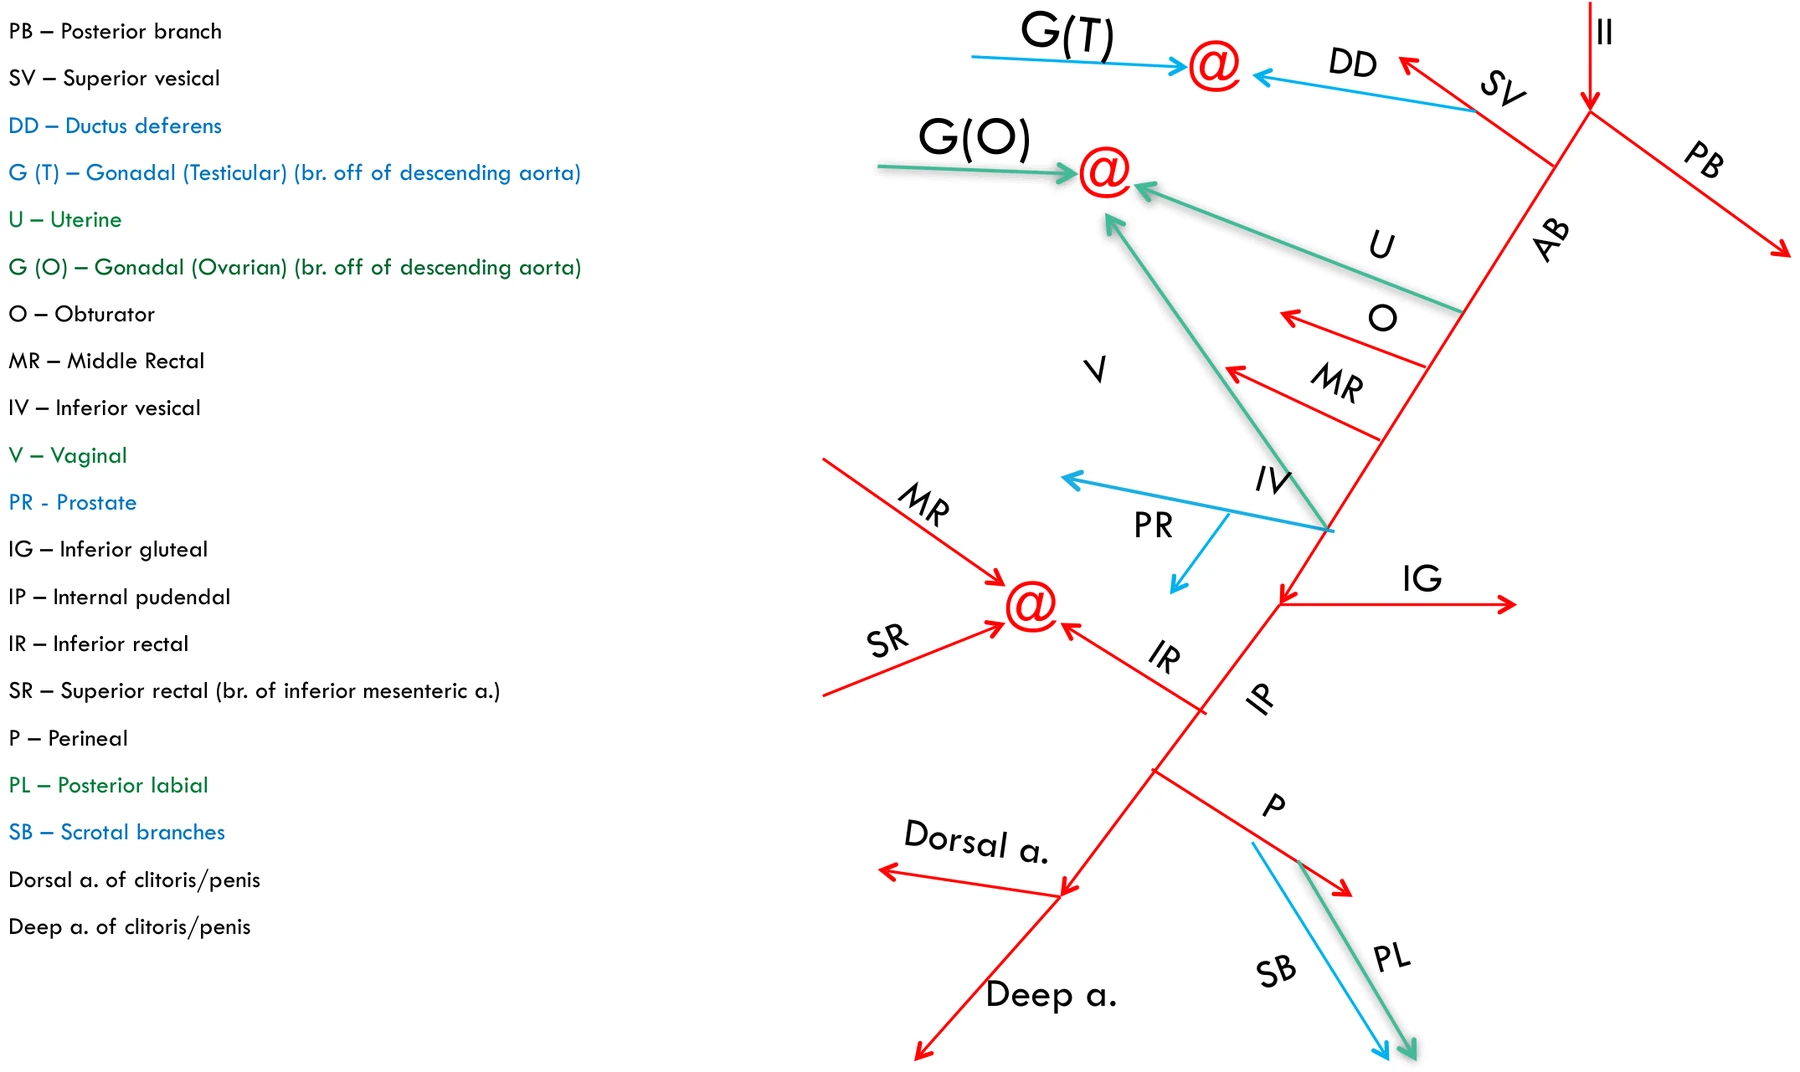 PB – Posterior branch
SV – Superior vesical
DD – Ductus deferens
G (T) – Gonadal (Testicular) (br. off of descending aorta)
U – Uterine
G (O) – Gonadal (Ovarian) (br. off of descending aorta)
O – Obturator
MR – Middle Rectal
IV – Inferior vesical
V – Vaginal
PR - Prostate
IG – Inferior gluteal
IP – Internal pudendal
IR – Inferior rectal
SR – Superior rectal (br. of inferior mesenteric a.)
P – Perineal
PL – Posterior labial
SB – Scrotal branches
Dorsal a. of clitoris/penis
Deep a. of clitoris/penis
G(T)
@
DD
SV
II
PB
G(O)
@
U
AB
O
V
MR
IV
MR
PR
@
IG
SR
IR
IP
P
Dorsal a.
SB
PL
Deep a.